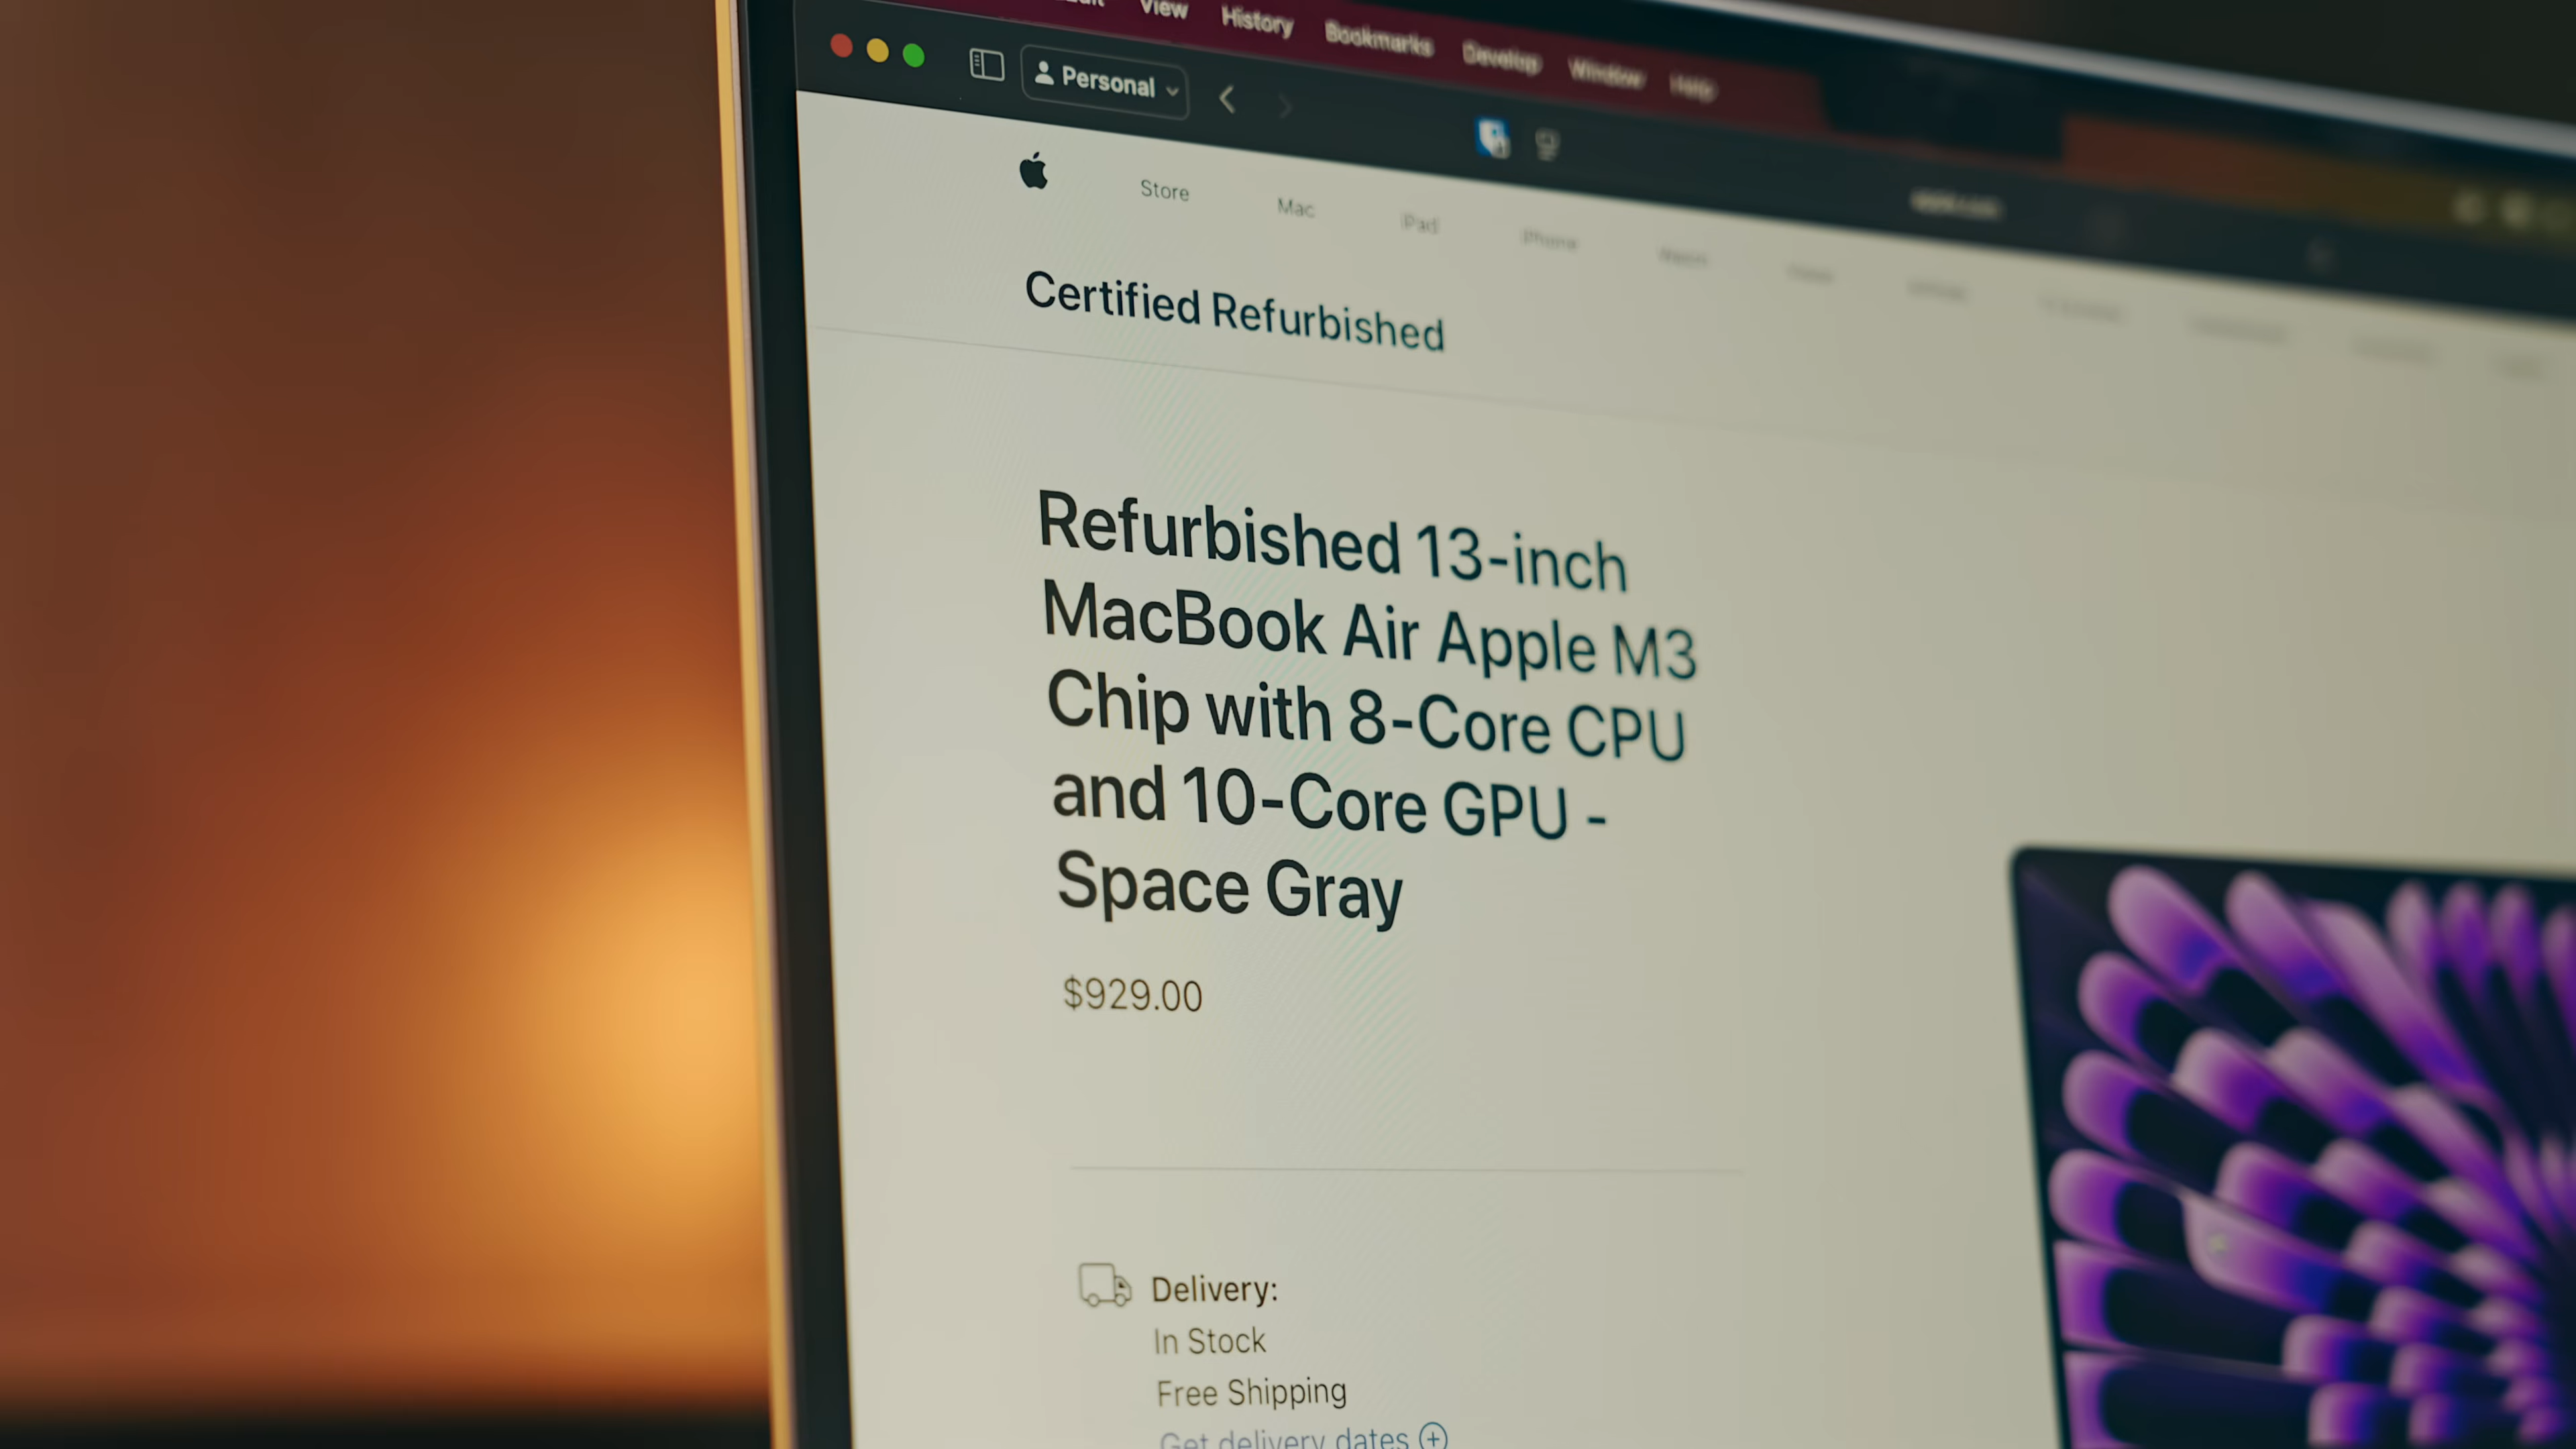 View History Bookmarks Develop Window Help
Personal
Store Mac iPad iPhone Watch
Certified Refurbished
Refurbished 13-inch
MacBook Air Apple M3
Chip with 8-Core CPU
and 10-Core GPU -
Space Gray
$929.00
Delivery:
In Stock
Free Shipping
Get delivery dates